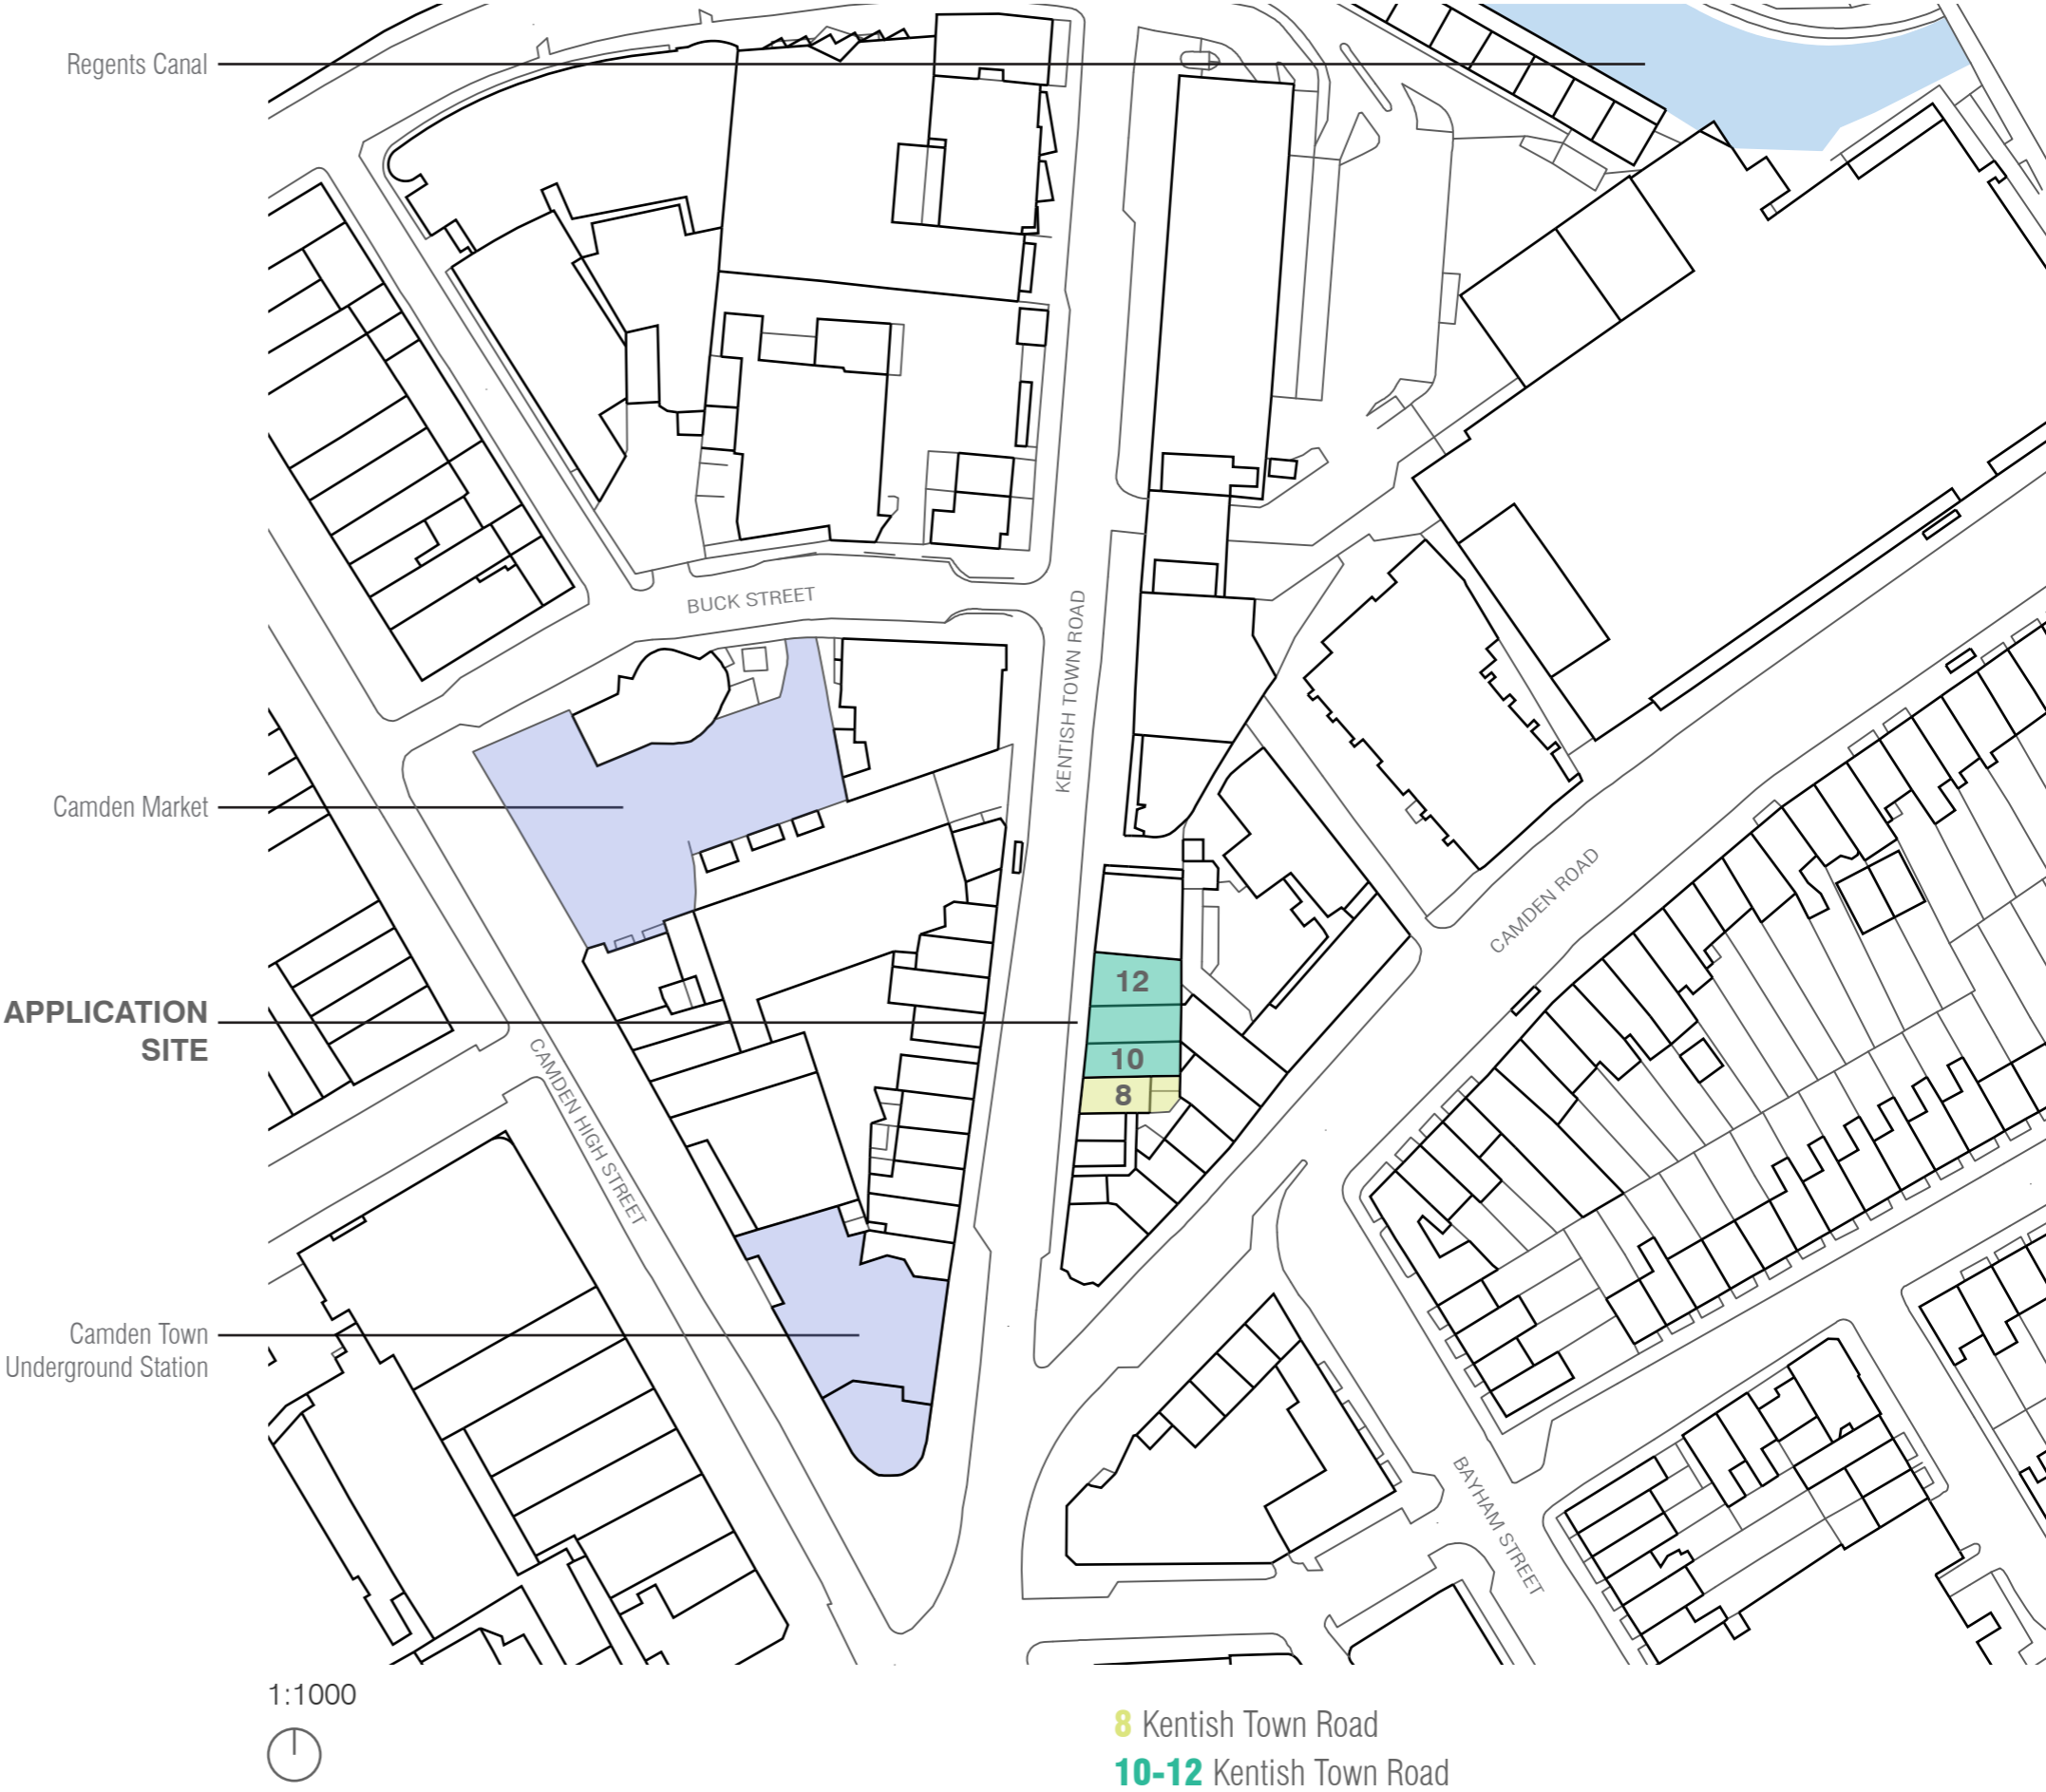 Regents Canal
BUCK STREET
KENTISH TOWN ROAD
Camden Market
CAMDEN ROAD
12
APPLICATION
SITE
10
8
CAMDEN HIGH STREET
Camden Town
Underground Station
BAYHAM STREET
1:1000
8 Kentish Town Road
10-12 Kentish Town Road